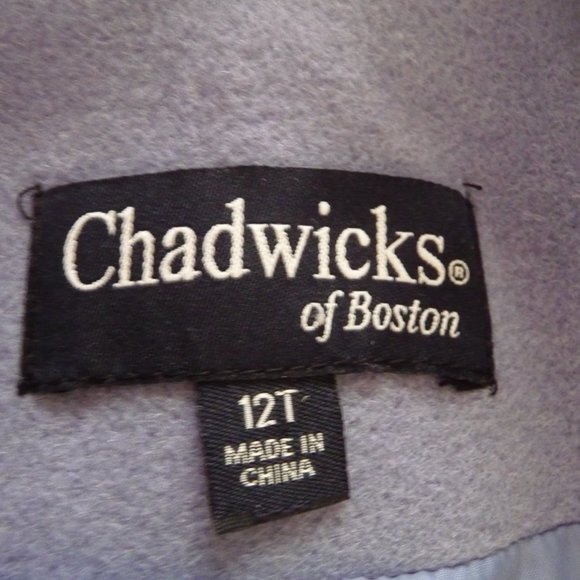 Chadwicks®
of Boston
12T
MADE IN
CHINA